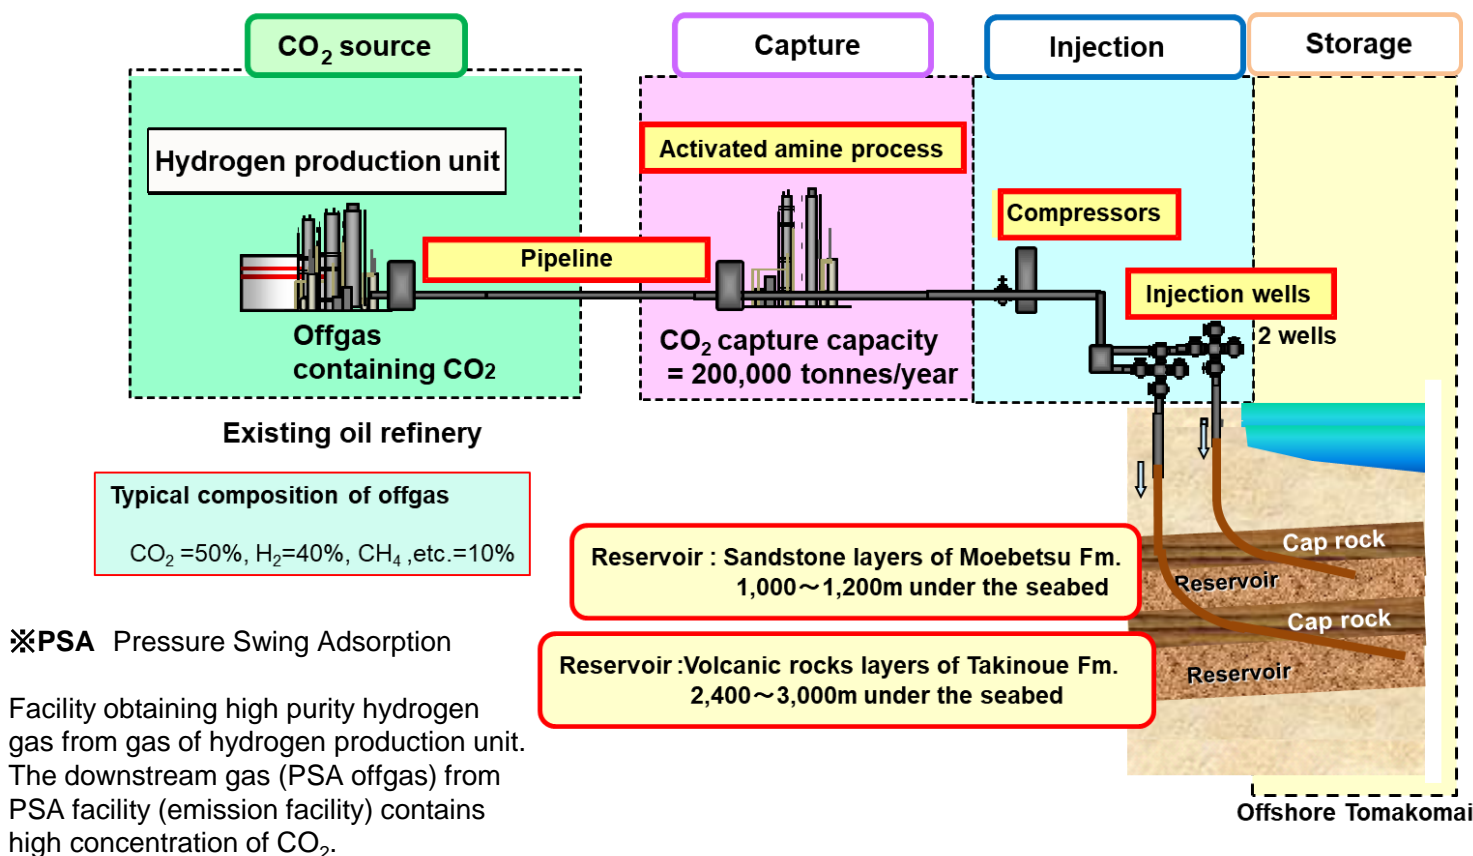 CO₂ source
Capture
Injection
Storage
Hydrogen production unit
Activated amine process
Compressors
Pipeline
Injection wells
2 wells
Offgas
containing CO2
CO₂ capture capacity
= 200,000 tonnes/year
Existing oil refinery
Typical composition of offgas
CO₂ =50%, H₂=40%, CH₄ ,etc.=10%
Reservoir : Sandstone layers of Moebetsu Fm.
1,000～1,200m under the seabed
Cap rock
Reservoir
Cap rock
Reservoir
Reservoir :Volcanic rocks layers of Takinoue Fm.
2,400～3,000m under the seabed
Offshore Tomakomai
※PSA Pressure Swing Adsorption
Facility obtaining high purity hydrogen
gas from gas of hydrogen production unit.
The downstream gas (PSA offgas) from
PSA facility (emission facility) contains
high concentration of CO₂.